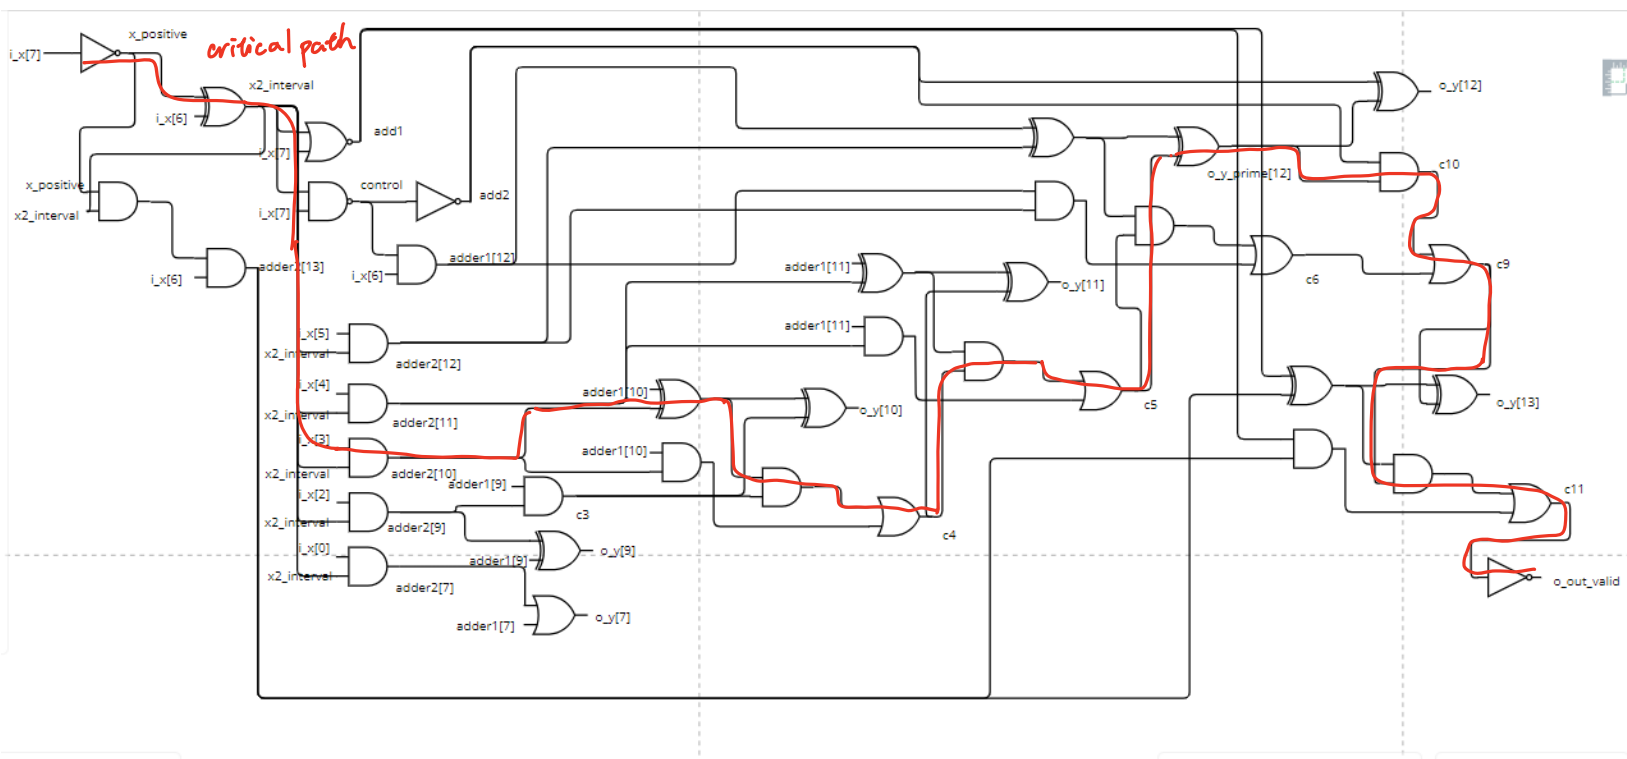 critical path
i_x[7]
x_positive
x2_interval
i_x[6]
i_x[7]
add1
x_positive
x2_interval
i_x[7]
control
add2
i_x[6]
adder2[13]
i_x[6]
adder1[12]
i_x[5]
x2_interval
adder2[12]
i_x[4]
x2_interval
adder2[11]
i_x[3]
x2_interval
adder2[10]
i_x[2]
x2_interval
adder2[9]
i_x[0]
x2_interval
adder2[7]
adder1[9]
c3
adder1[9]
o_y[9]
adder1[7]
o_y[7]
adder1[10]
adder1[10]
o_y[10]
c4
adder1[11]
adder1[11]
o_y[11]
c5
o_y_prime[12]
c6
o_y[12]
c10
c9
o_y[13]
c11
o_out_valid